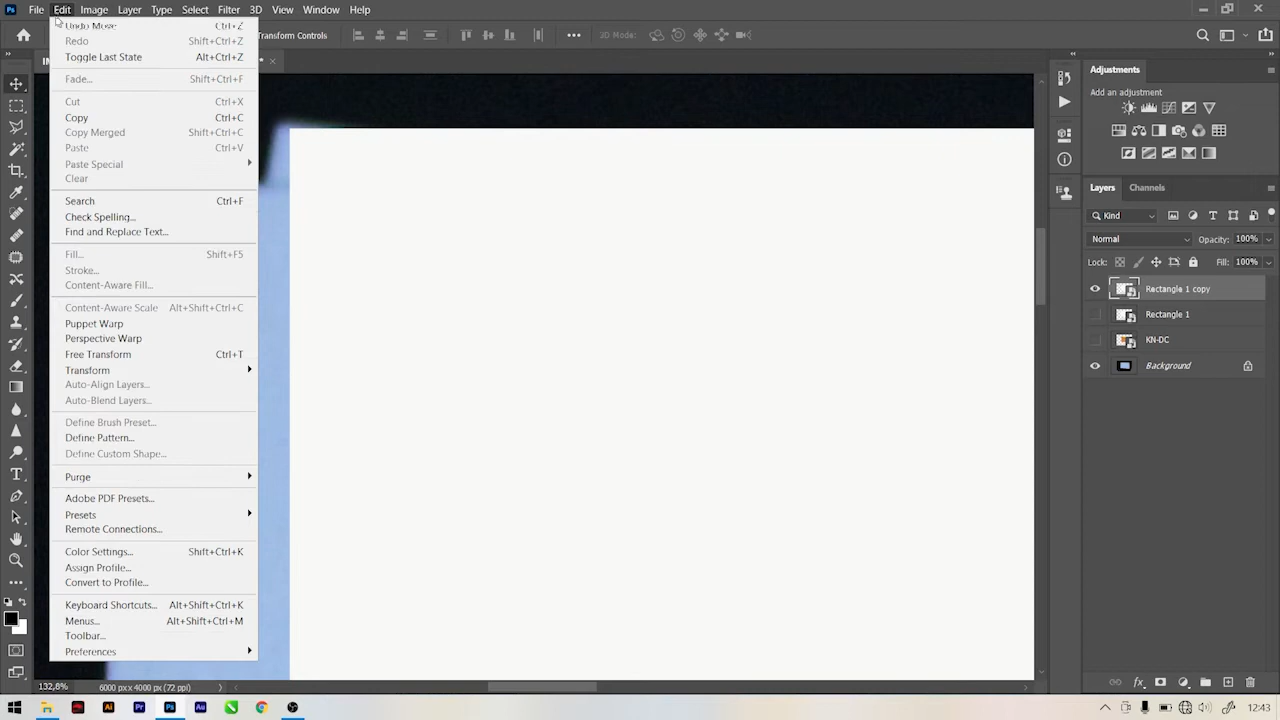 File Edit Image Layer Type Select Filter 3D View Window Help
Undo Move Ctrl+Z
Redo Shift+Ctrl+Z
Toggle Last State Alt+Ctrl+Z
Fade... Shift+Ctrl+F
Cut Ctrl+X
Copy Ctrl+C
Copy Merged Shift+Ctrl+C
Paste Ctrl+V
Paste Special
Clear
Search Ctrl+F
Check Spelling...
Find and Replace Text...
Fill... Shift+F5
Stroke...
Content-Aware Fill...
Content-Aware Scale Alt+Shift+Ctrl+C
Puppet Warp
Perspective Warp
Free Transform Ctrl+T
Transform
Auto-Align Layers...
Auto-Blend Layers...
Define Brush Preset...
Define Pattern...
Define Custom Shape...
Purge
Adobe PDF Presets...
Presets
Remote Connections...
Color Settings... Shift+Ctrl+K
Assign Profile...
Convert to Profile...
Keyboard Shortcuts... Alt+Shift+Ctrl+K
Menus... Alt+Shift+Ctrl+M
Toolbar...
Preferences
Transform Controls
3D Mode:
Adjustments
Add an adjustment
Layers Channels
Kind
Normal Opacity: 100%
Lock: Fill: 100%
Rectangle 1 copy
Rectangle 1
KN-DC
Background
132,8% 6000 px x 4000 px (72 ppi)
12:43